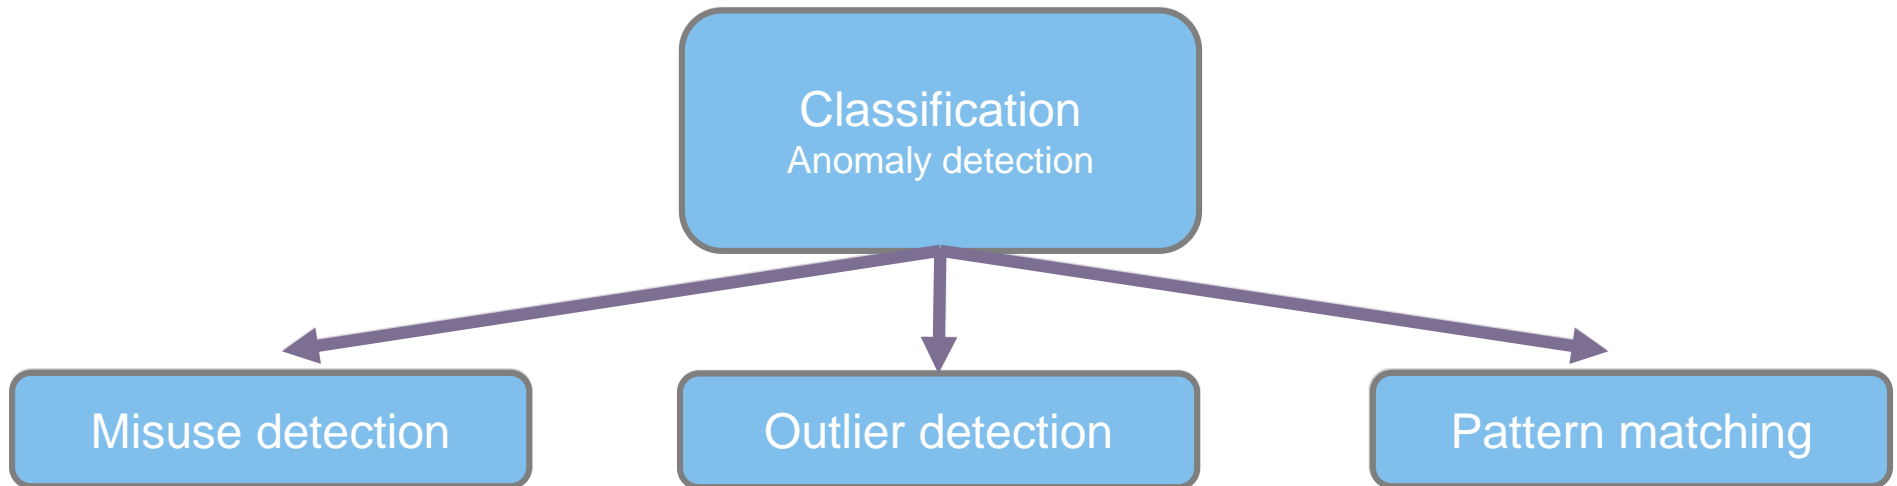 Classification
Anomaly detection
Misuse detection
Outlier detection
Pattern matching